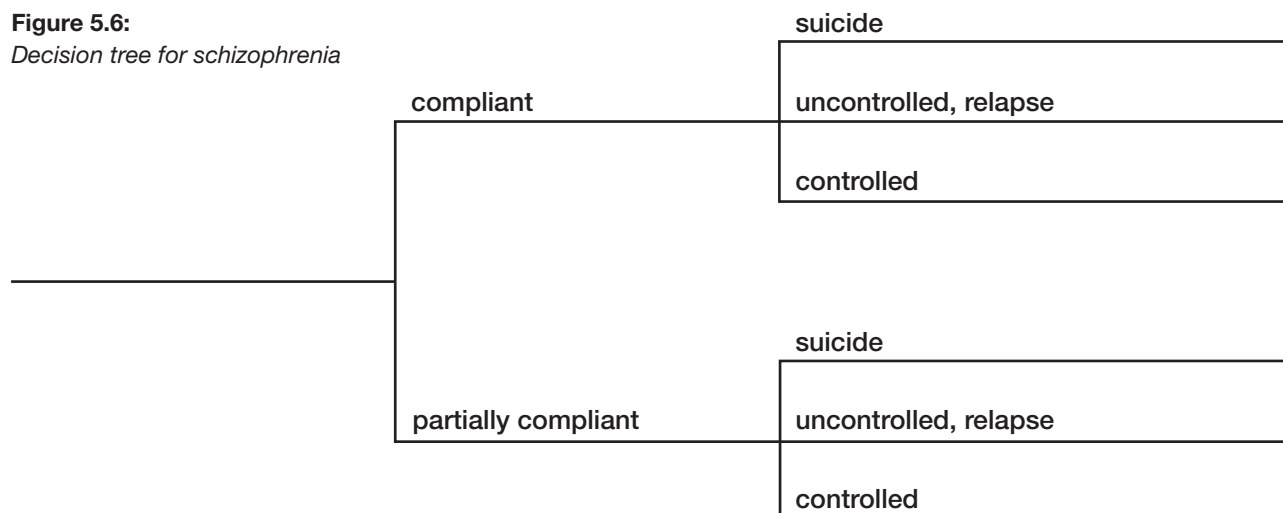 Figure 5.6:
Decision tree for schizophrenia
suicide
compliant
uncontrolled, relapse
controlled
suicide
partially compliant
uncontrolled, relapse
controlled